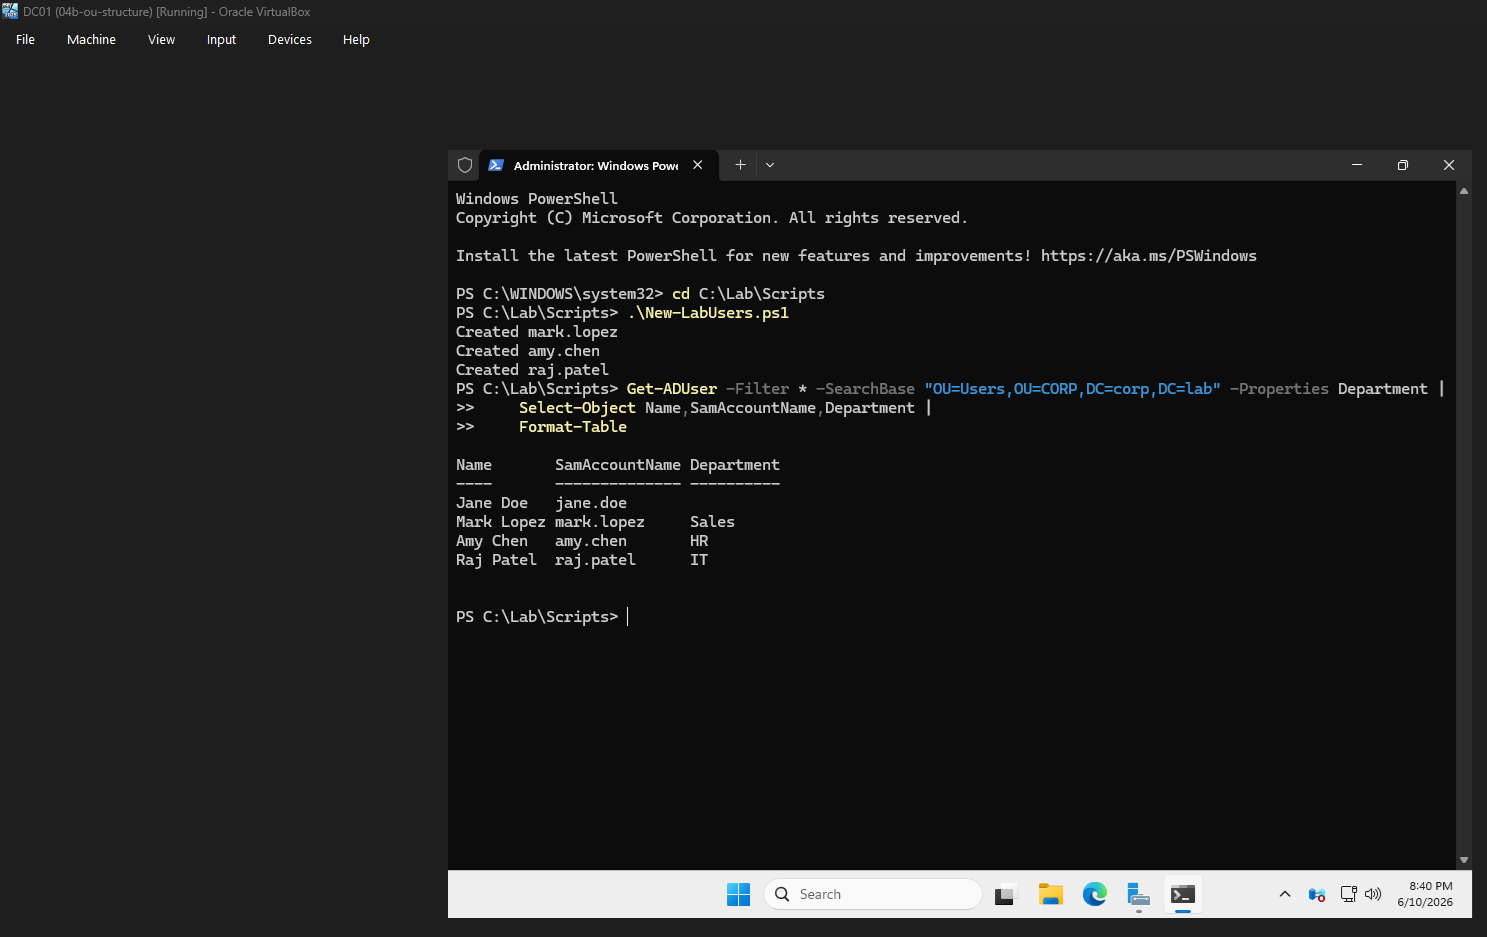 DC01 (04b-ou-structure) [Running] - Oracle VirtualBox
File Machine View Input Devices Help
Administrator: Windows Powe
Windows PowerShell
Copyright (C) Microsoft Corporation. All rights reserved.
Install the latest PowerShell for new features and improvements! https://aka.ms/PSWindows
PS C:\WINDOWS\system32> cd C:\Lab\Scripts
PS C:\Lab\Scripts> .\New-LabUsers.ps1
Created mark.lopez
Created amy.chen
Created raj.patel
PS C:\Lab\Scripts> Get-ADUser -Filter * -SearchBase "OU=Users,OU=CORP,DC=corp,DC=lab" -Properties Department |
>>     Select-Object Name,SamAccountName,Department |
>>     Format-Table
Name       SamAccountName Department
----       -------------- ----------
Jane Doe   jane.doe
Mark Lopez mark.lopez     Sales
Amy Chen   amy.chen       HR
Raj Patel  raj.patel      IT
PS C:\Lab\Scripts>
Search
8:40 PM
6/10/2026